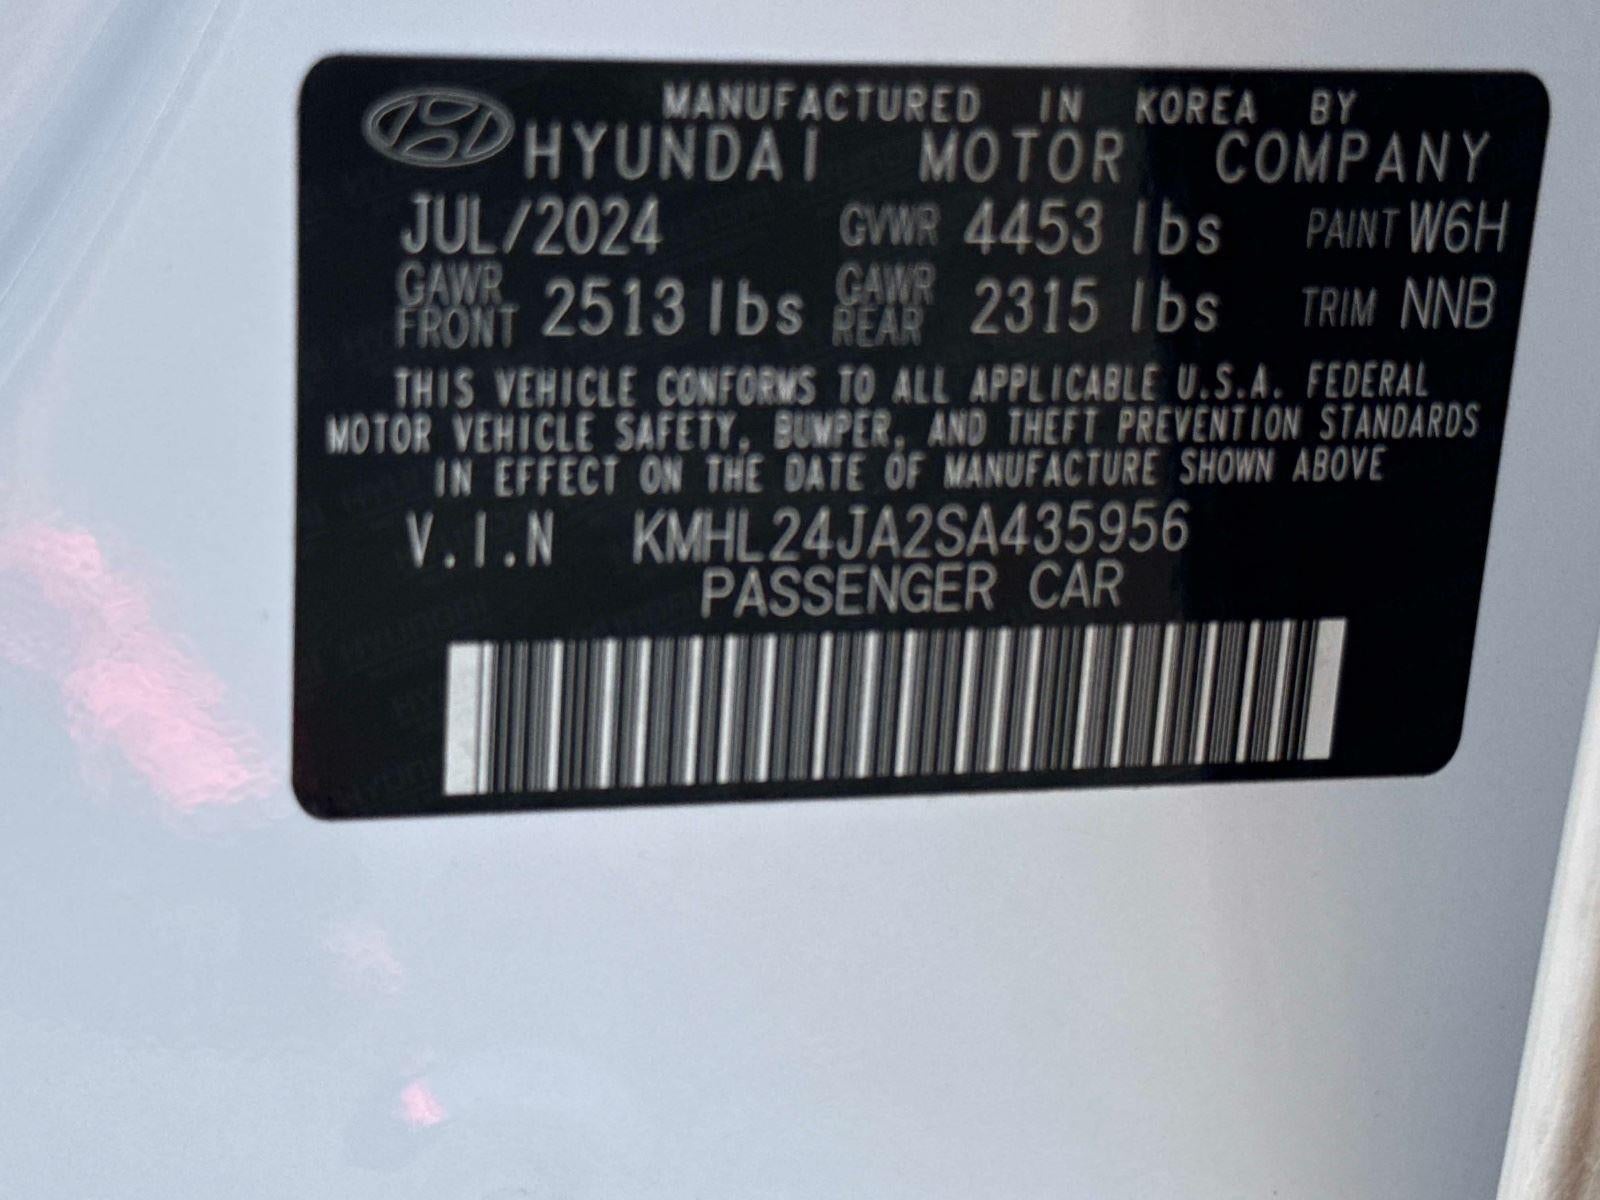 MANUFACTURED IN KOREA BY
HYUNDAI MOTOR COMPANY
JUL/2024 GVWR 4453 lbs PAINT W6H
GAWR FRONT 2513 lbs GAWR REAR 2315 lbs TRIM NNB
THIS VEHICLE CONFORMS TO ALL APPLICABLE U.S.A. FEDERAL
MOTOR VEHICLE SAFETY, BUMPER, AND THEFT PREVENTION STANDARDS
IN EFFECT ON THE DATE OF MANUFACTURE SHOWN ABOVE
V.I.N KMHL24JA2SA435956
PASSENGER CAR